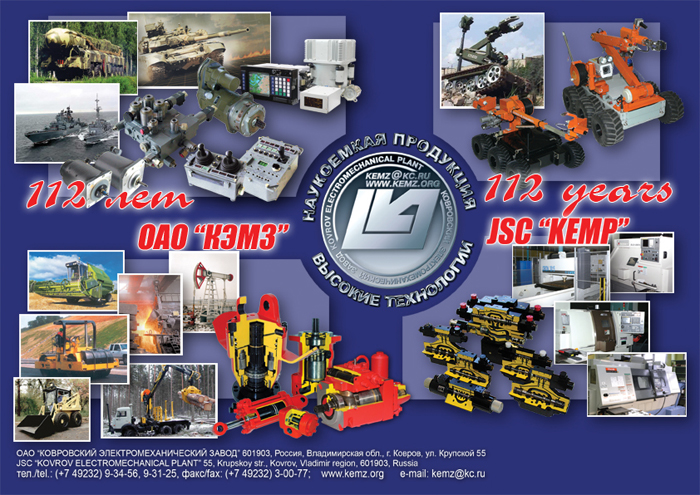 НАУКОЕМКАЯ ПРОДУКЦИЯ
KOVROV ELECTROMECHANICAL PLANT
KEMZ@KC.RU
WWW.KEMZ.ORG
КОВРОВСКИЙ ЭЛЕКТРОМЕХАНИЧЕСКИЙ ЗАВОД
ВЫСОКИЕ ТЕХНОЛОГИИ
112 лет
ОАО "КЭМЗ"
112 years
JSC "KEMP"
ОАО "КОВРОВСКИЙ ЭЛЕКТРОМЕХАНИЧЕСКИЙ ЗАВОД" 601903, Россия, Владимирская обл., г. Ковров, ул. Крупской 55
JSC "KOVROV ELECTROMECHANICAL PLANT" 55, Krupskoy str., Kovrov, Vladimir region, 601903, Russia
тел./tel.: (+7 49232) 9-34-56, 9-31-25, факс/fax: (+7 49232) 3-00-77; www.kemz.org e-mail: kemz@kc.ru